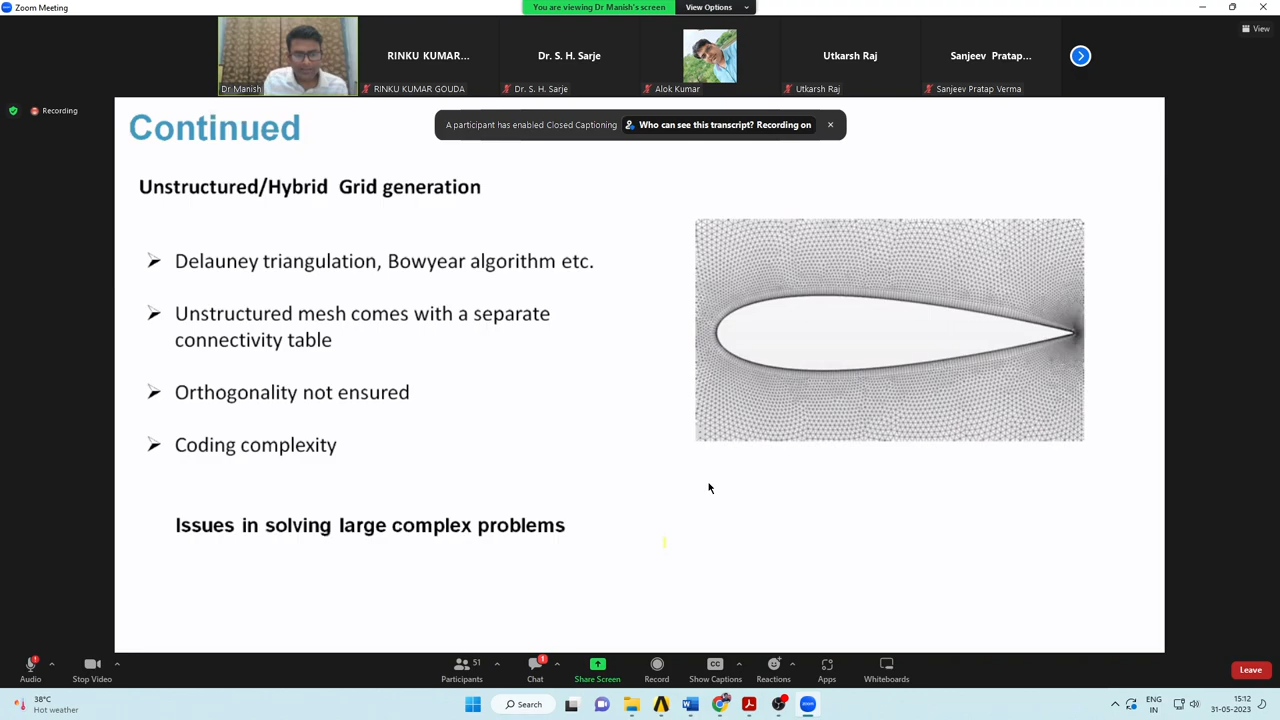 Zoom Meeting
You are viewing Dr Manish's screen
View Options
View
RINKU KUMAR...
Dr. S. H. Sarje
Utkarsh Raj
Sanjeev Pratap...
Dr Manish
RINKU KUMAR GOUDA
Dr. S. H. Sarje
Alok Kumar
Utkarsh Raj
Sanjeev Pratap Verma
Recording
A participant has enabled Closed Captioning
Who can see this transcript? Recording on
Continued
Unstructured/Hybrid Grid generation
Delauney triangulation, Bowyear algorithm etc.
Unstructured mesh comes with a separate
connectivity table
Orthogonality not ensured
Coding complexity
Issues in solving large complex problems
Audio
Stop Video
51
Participants
1
Chat
Share Screen
Record
CC
Show Captions
Reactions
Apps
Whiteboards
Leave
38°C
Hot weather
Search
ENG
IN
15:12
31-05-2023